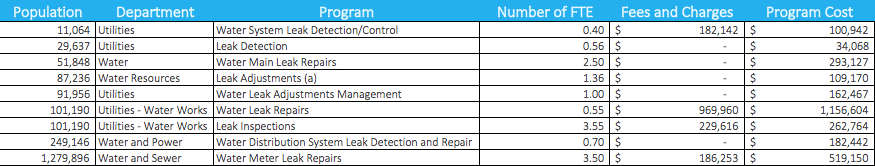 Population Department Program Number of FTE Fees and Charges Program Cost
11,064 Utilities Water System Leak Detection/Control 0.40 $ 182,142 $ 100,942
29,637 Utilities Leak Detection 0.56 $ - $ 34,068
51,848 Water Water Main Leak Repairs 2.50 $ - $ 293,127
87,236 Water Resources Leak Adjustments (a) 1.36 $ - $ 109,170
91,956 Utilities Water Leak Adjustments Management 1.00 $ - $ 162,467
101,190 Utilities - Water Works Water Leak Repairs 0.55 $ 969,960 $ 1,156,604
101,190 Utilities - Water Works Leak Inspections 3.55 $ 229,616 $ 262,764
249,146 Water and Power Water Distribution System Leak Detection and Repair 0.70 $ - $ 182,442
1,279,896 Water and Sewer Water Meter Leak Repairs 3.50 $ 186,253 $ 519,150